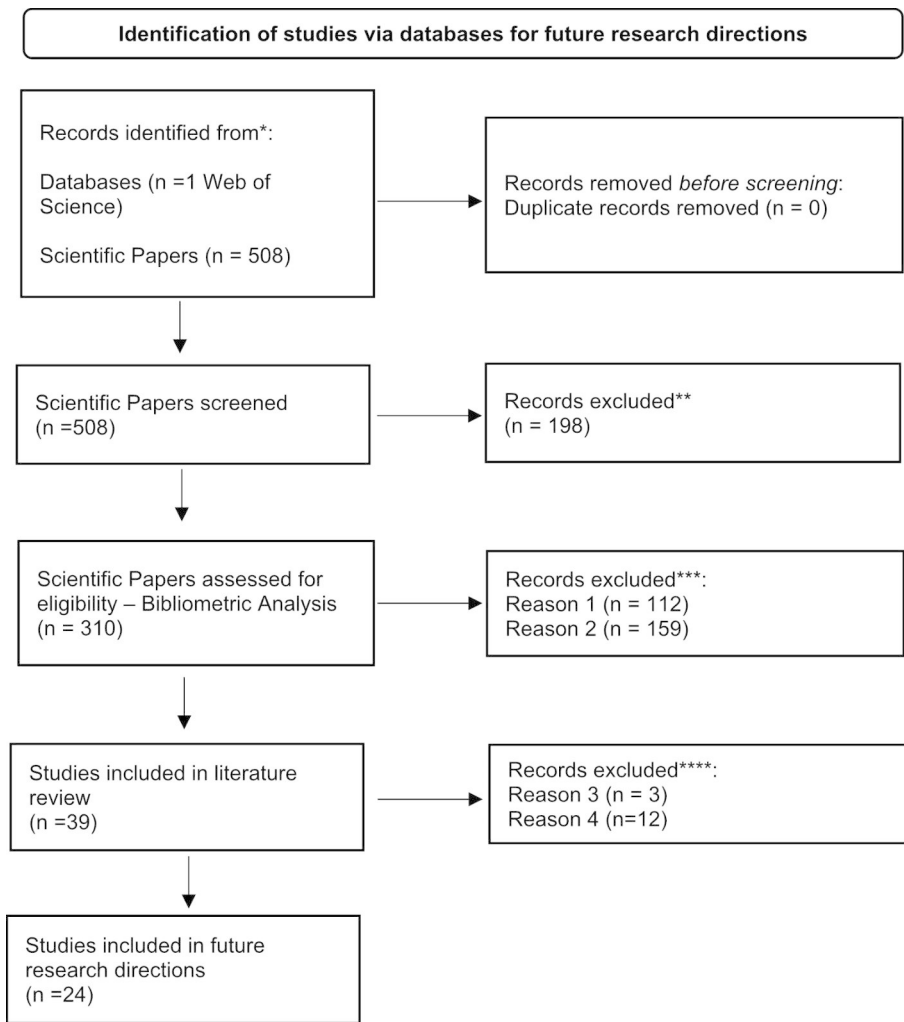 Identification of studies via databases for future research directions
Records identified from*:
Databases (n =1 Web of
Science)
Scientific Papers (n = 508)
Records removed before screening:
Duplicate records removed (n = 0)
Scientific Papers screened
(n =508)
Records excluded**
(n = 198)
Scientific Papers assessed for
eligibility – Bibliometric Analysis
(n = 310)
Records excluded***:
Reason 1 (n = 112)
Reason 2 (n = 159)
Studies included in literature
review
(n =39)
Records excluded****:
Reason 3 (n = 3)
Reason 4 (n=12)
Studies included in future
research directions
(n =24)